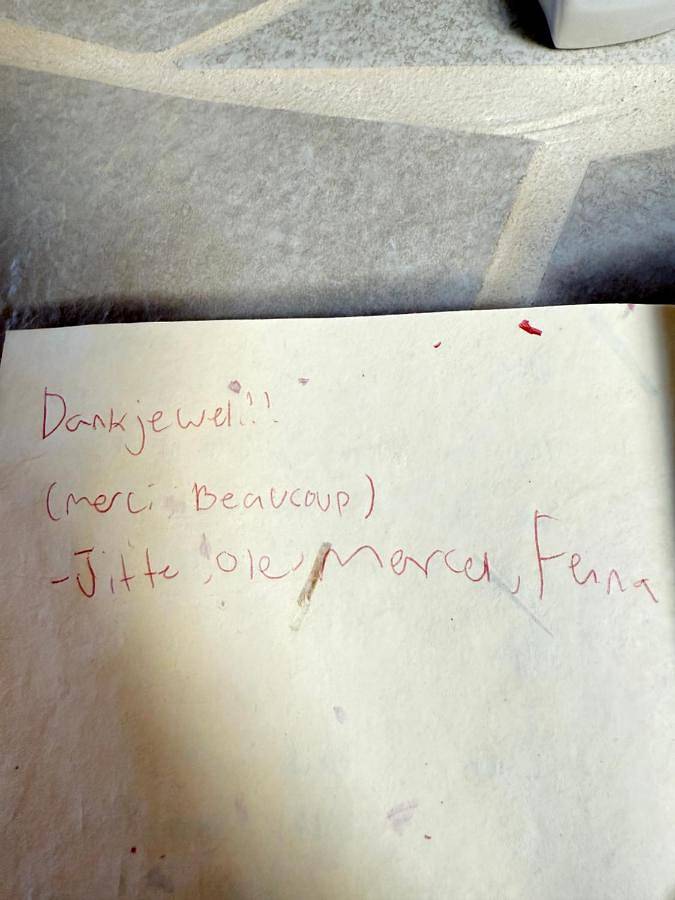 Dankjewel!!
(merci Beaucoup)
-Jitte, Ole, Marcel, Fenna